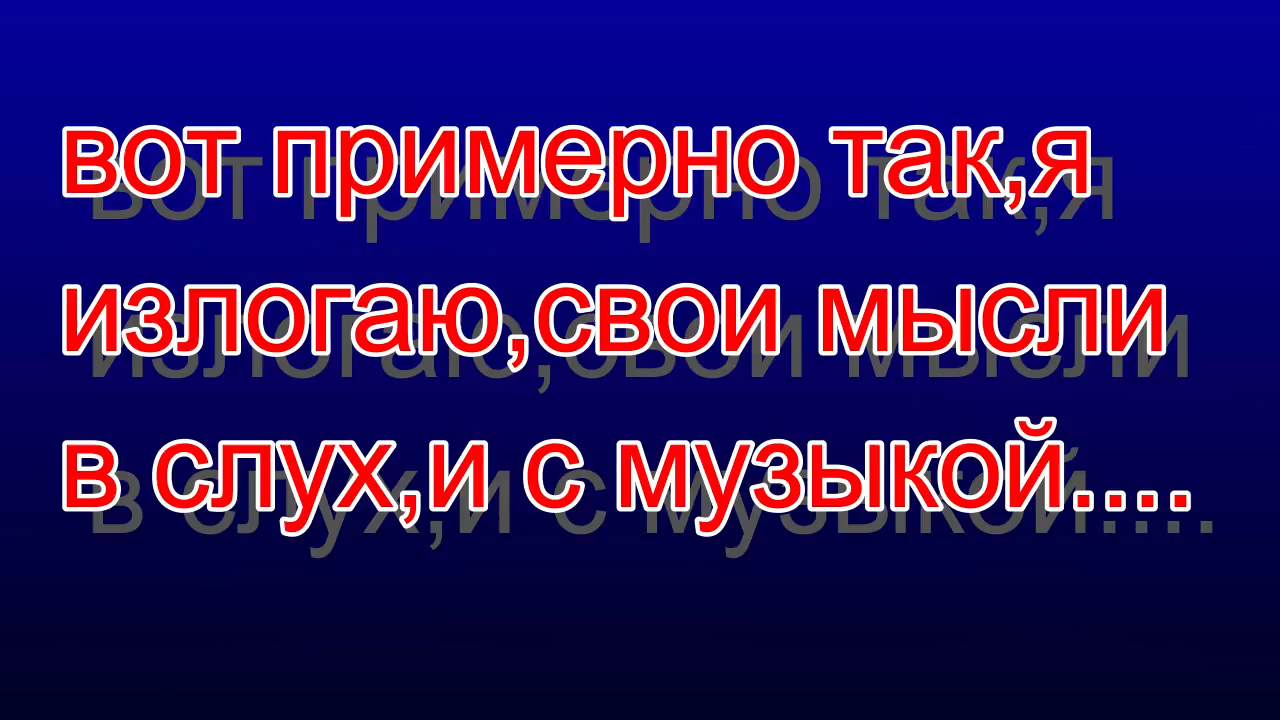 вот примерно так,я
излогаю,свои мысли
в слух,и с музыкой....